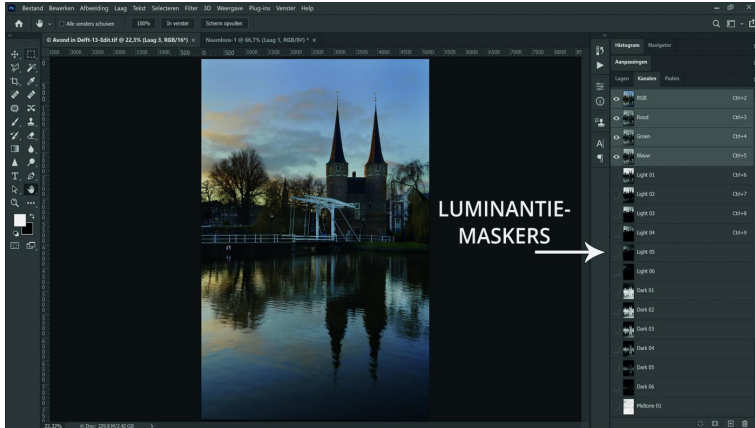 Bestand Bewerken Afbeelding Laag Tekst Selecteren Filter 3D Weergave Plug-ins Venster Help
Alle vensters schuiven 100% In venster Scherm opvullen
© Avond in Delft-13-Edit.tif @ 22,3% (Laag 3, RGB/16*) × Naamloos-1 @ 66,7% (Laag 1, RGB/8#) * ×
Histogram Navigator
Aanpassingen
Lagen Kanalen Paden
RGB Ctrl+2
Rood Ctrl+3
Groen Ctrl+4
Blauw Ctrl+5
Light 01 Ctrl+6
Light 02 Ctrl+7
Light 03 Ctrl+8
Light 04 Ctrl+9
Light 05
Light 06
Dark 01
Dark 02
Dark 03
Dark 04
Dark 05
Dark 06
Midtone 01
LUMINANTIE-
MASKERS
22,32%